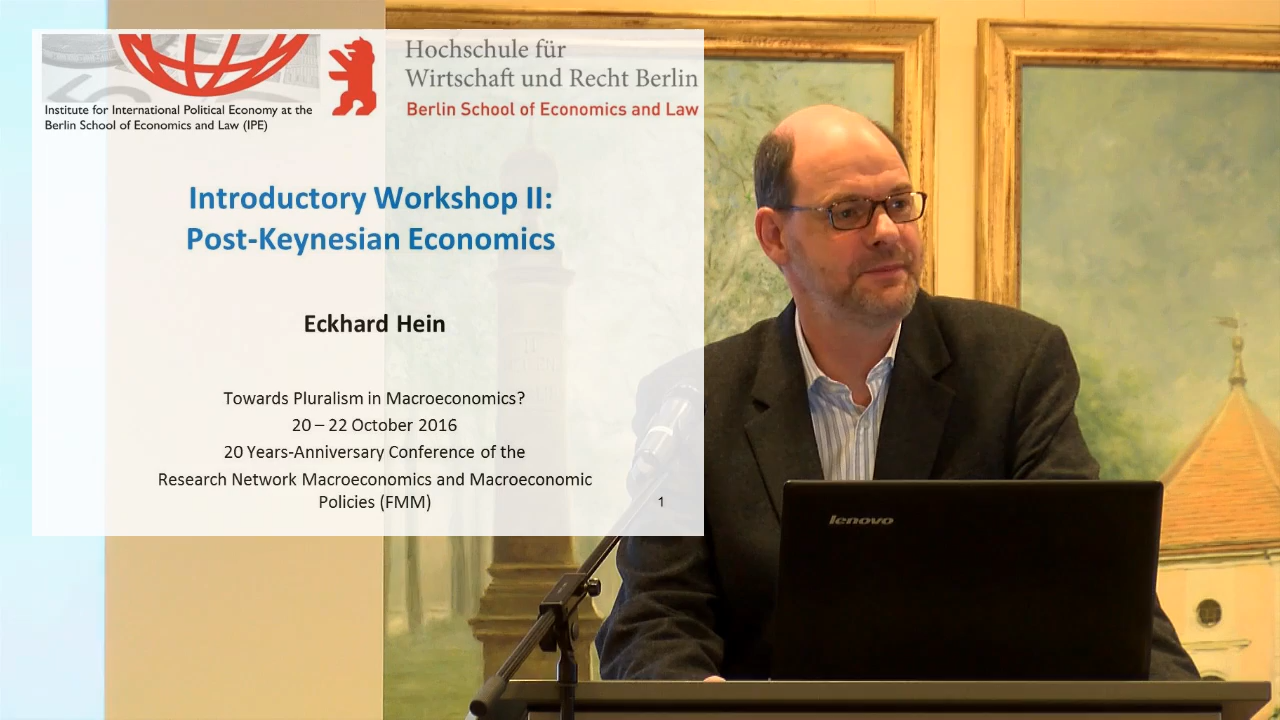 Institute for International Political Economy at the
Berlin School of Economics and Law (IPE)
Hochschule für
Wirtschaft und Recht Berlin
Berlin School of Economics and Law
Introductory Workshop II:
Post-Keynesian Economics
Eckhard Hein
Towards Pluralism in Macroeconomics?
20 – 22 October 2016
20 Years-Anniversary Conference of the
Research Network Macroeconomics and Macroeconomic
Policies (FMM)
1
lenovo